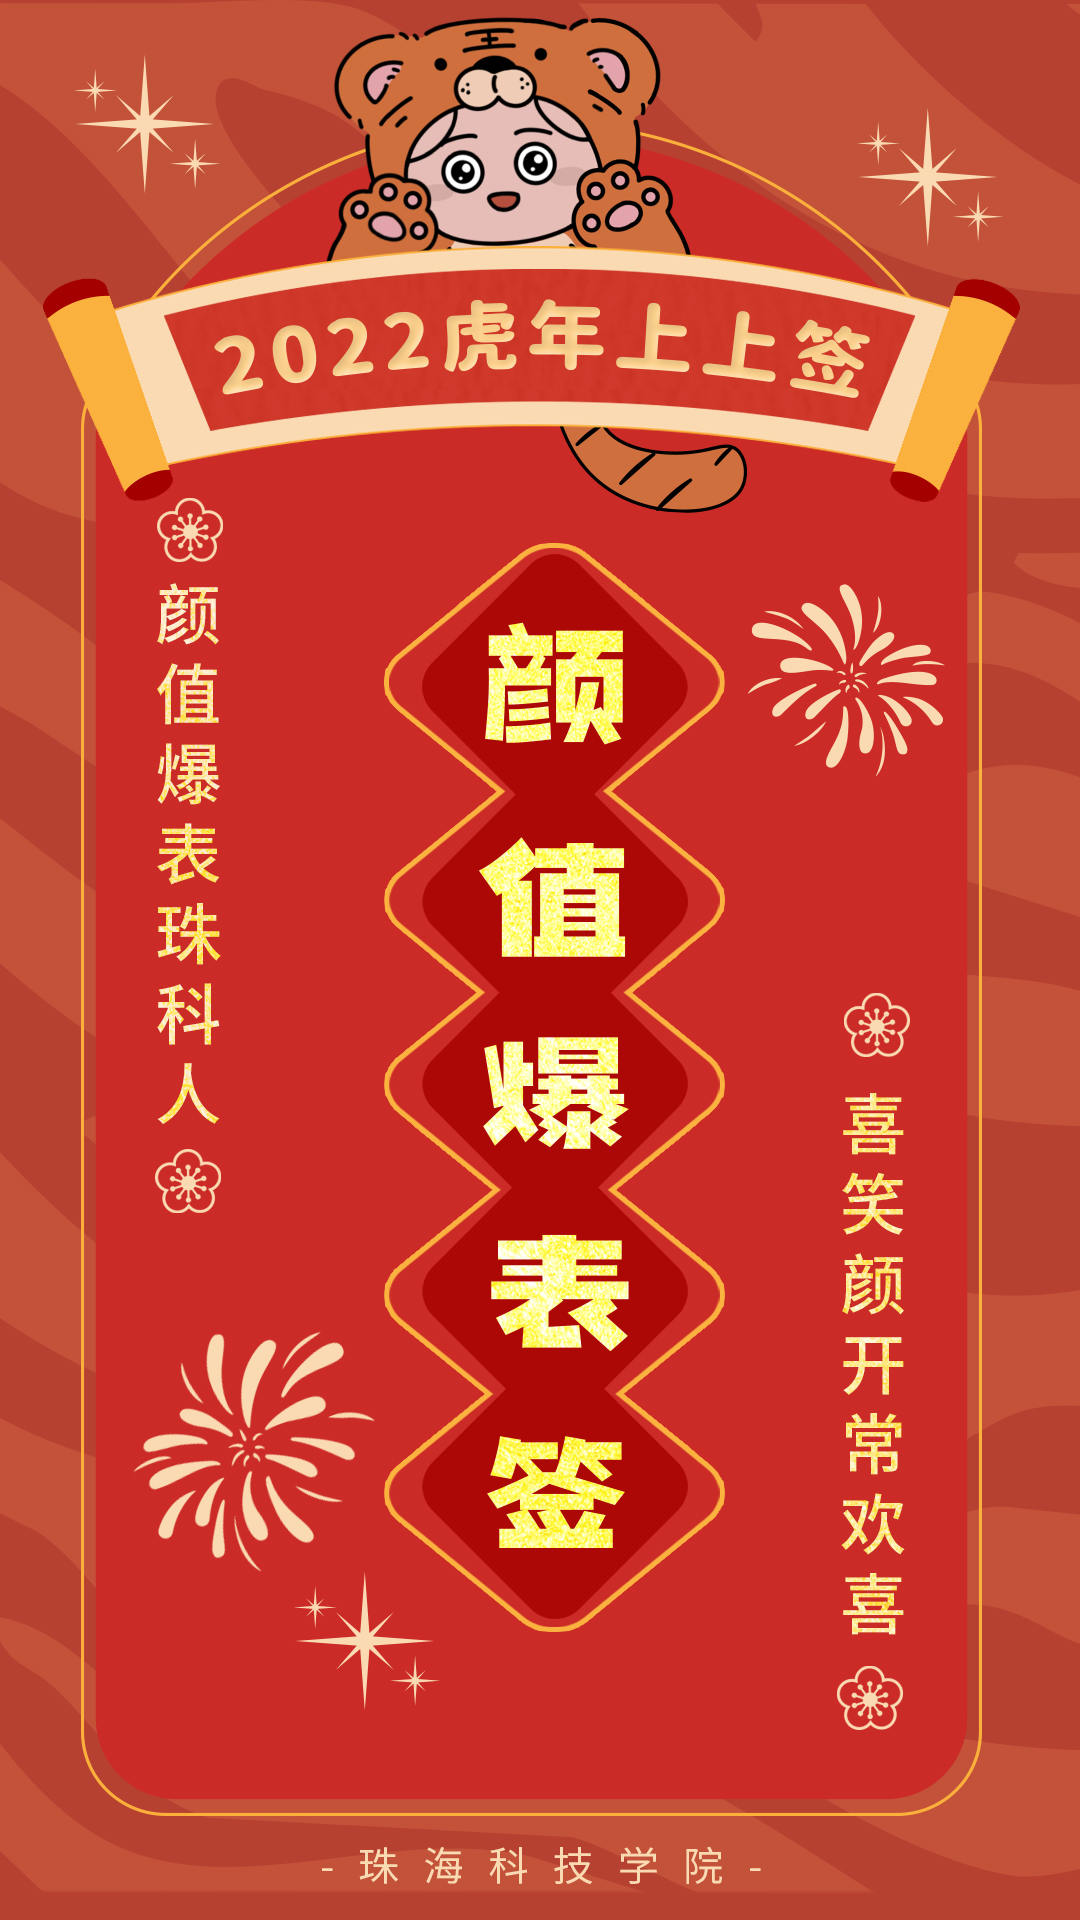 王
2022虎年上上签
颜值爆表珠科人
颜值爆表签
喜笑颜开常欢喜
- 珠海科技学院 -